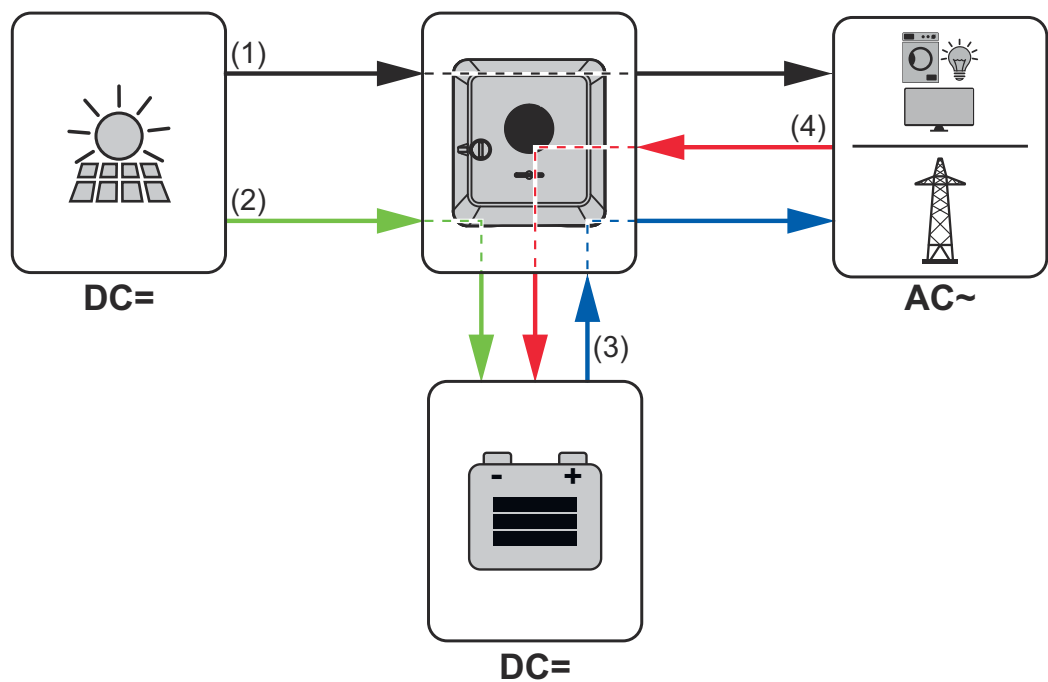 (1)
(4)
(2)
DC=
AC~
(3)
- +
DC=